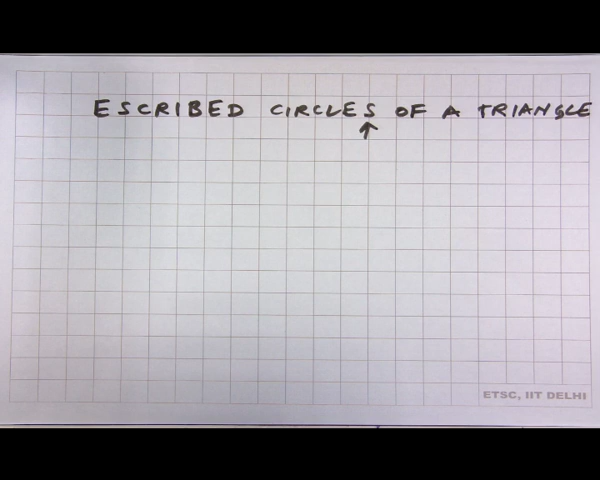 ESCRIBED CIRCLES OF A TRIANGLE
↑
ETSC, IIT DELHI